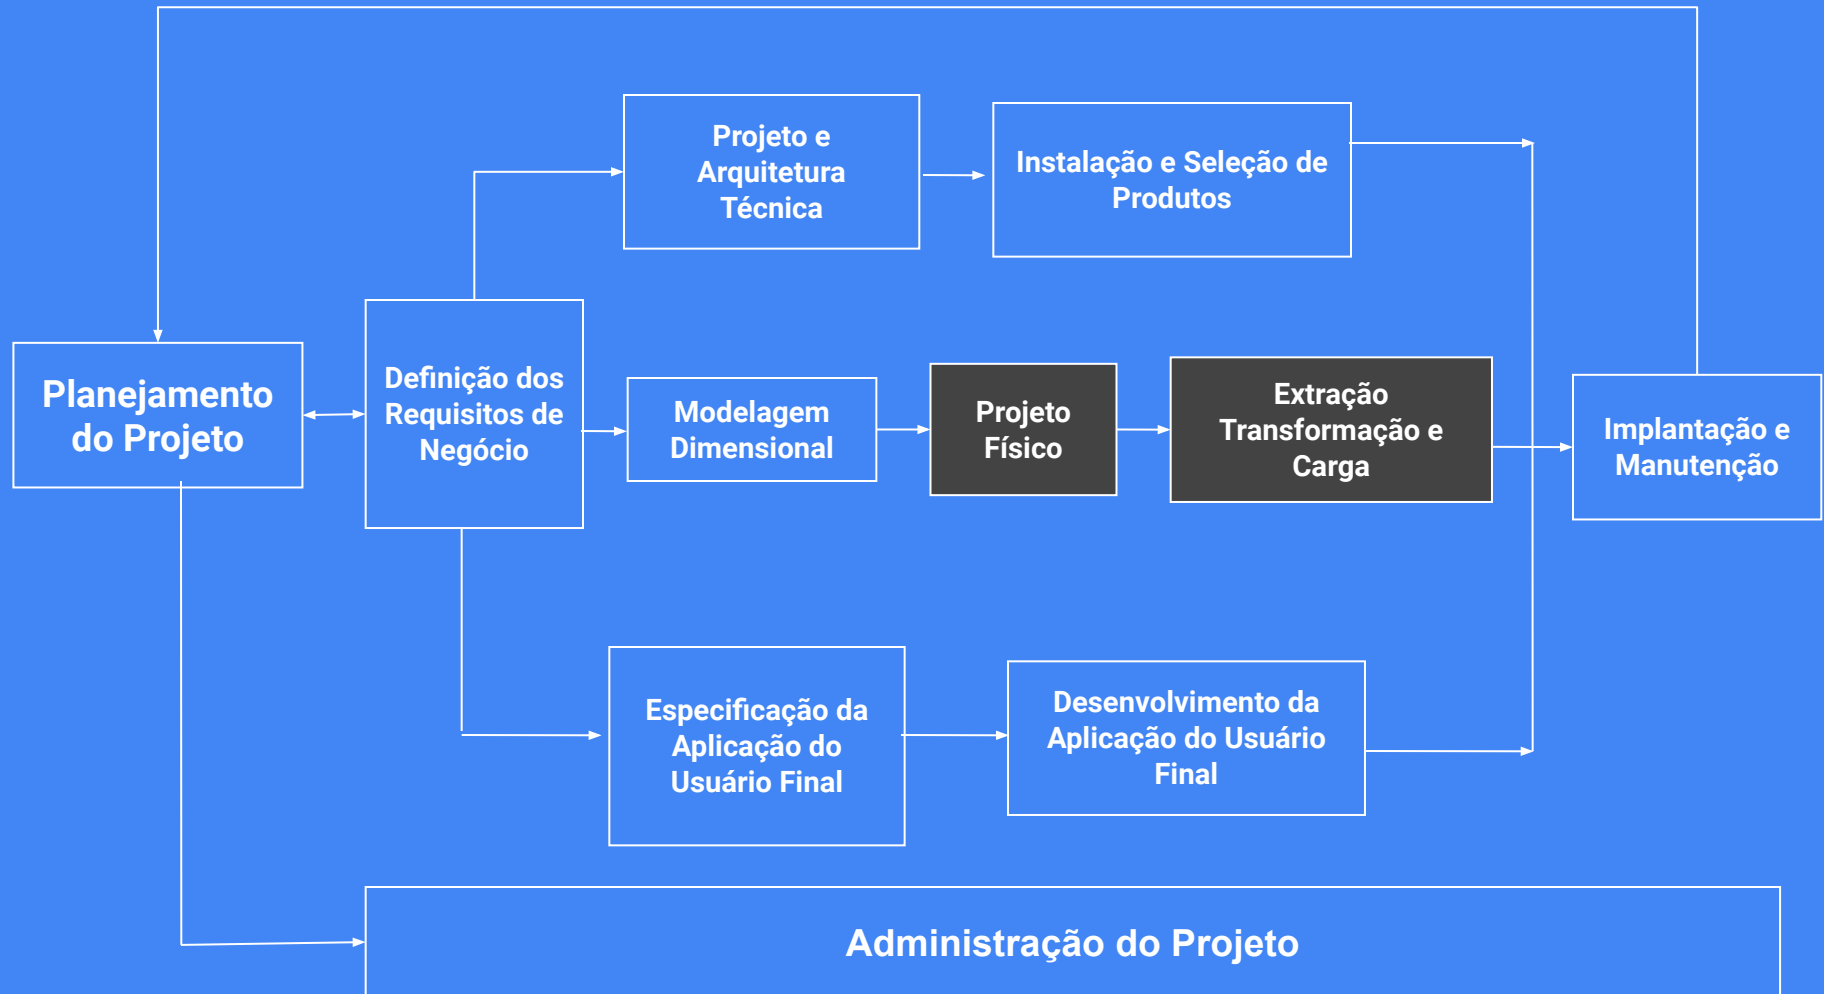 Projeto e
Arquitetura
Técnica
Instalação e Seleção de
Produtos
Planejamento
do Projeto
Definição dos
Requisitos de
Negócio
Modelagem
Dimensional
Projeto
Físico
Extração
Transformação e
Carga
Implantação e
Manutenção
Especificação da
Aplicação do
Usuário Final
Desenvolvimento da
Aplicação do Usuário
Final
Administração do Projeto